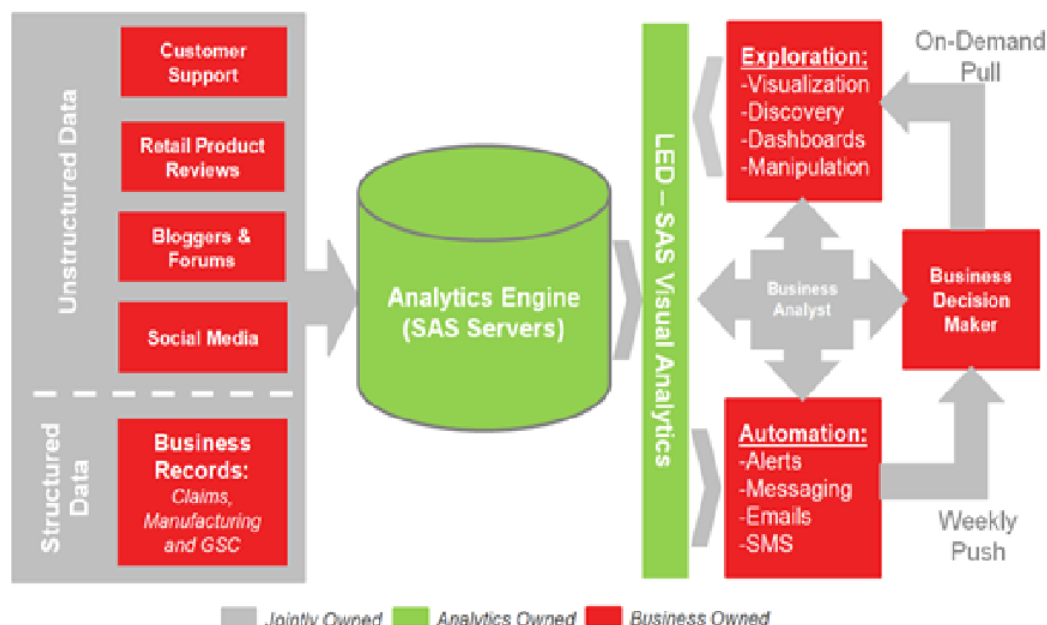 Unstructured Data
Customer
Support
Retail Product
Reviews
Bloggers &
Forums
Social Media
Structured
Data
Business
Records:
Claims,
Manufacturing
and GSC
Analytics Engine
(SAS Servers)
LED – SAS Visual Analytics
Exploration:
-Visualization
-Discovery
-Dashboards
-Manipulation
Business
Analyst
Automation:
-Alerts
-Messaging
-Emails
-SMS
On-Demand
Pull
Business
Decision
Maker
Weekly
Push
Jointly Owned
Analytics Owned
Business Owned